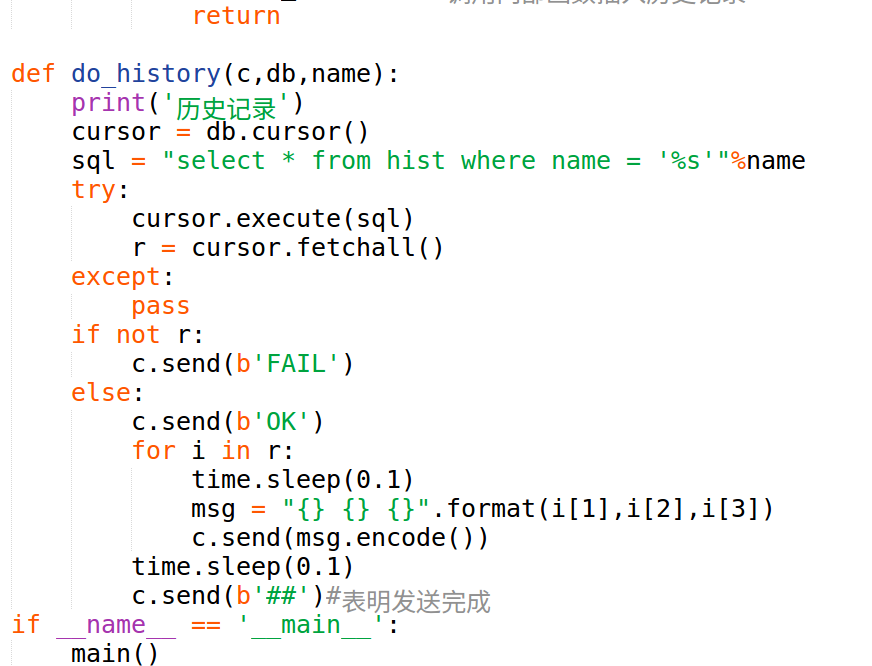 return
def do_history(c,db,name):
    print('历史记录')
    cursor = db.cursor()
    sql = "select * from hist where name = '%s'"%name
    try:
        cursor.execute(sql)
        r = cursor.fetchall()
    except:
        pass
    if not r:
        c.send(b'FAIL')
    else:
        c.send(b'OK')
        for i in r:
            time.sleep(0.1)
            msg = "{} {} {}".format(i[1],i[2],i[3])
            c.send(msg.encode())
        time.sleep(0.1)
        c.send(b'##')#表明发送完成
if __name__ == '__main__':
    main()